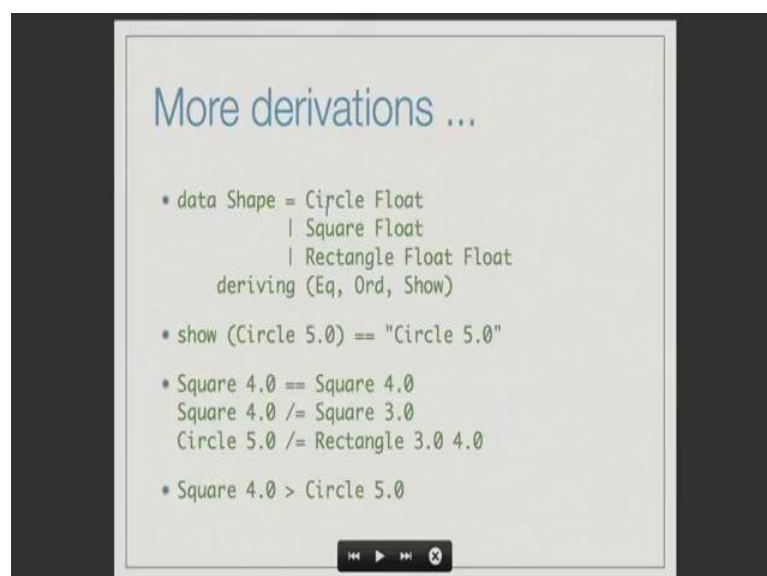 More derivations ...
• data Shape = Circle Float
| Square Float
| Rectangle Float Float
deriving (Eq, Ord, Show)
• show (Circle 5.0) == "Circle 5.0"
• Square 4.0 == Square 4.0
Square 4.0 /= Square 3.0
Circle 5.0 /= Rectangle 3.0 4.0
• Square 4.0 > Circle 5.0